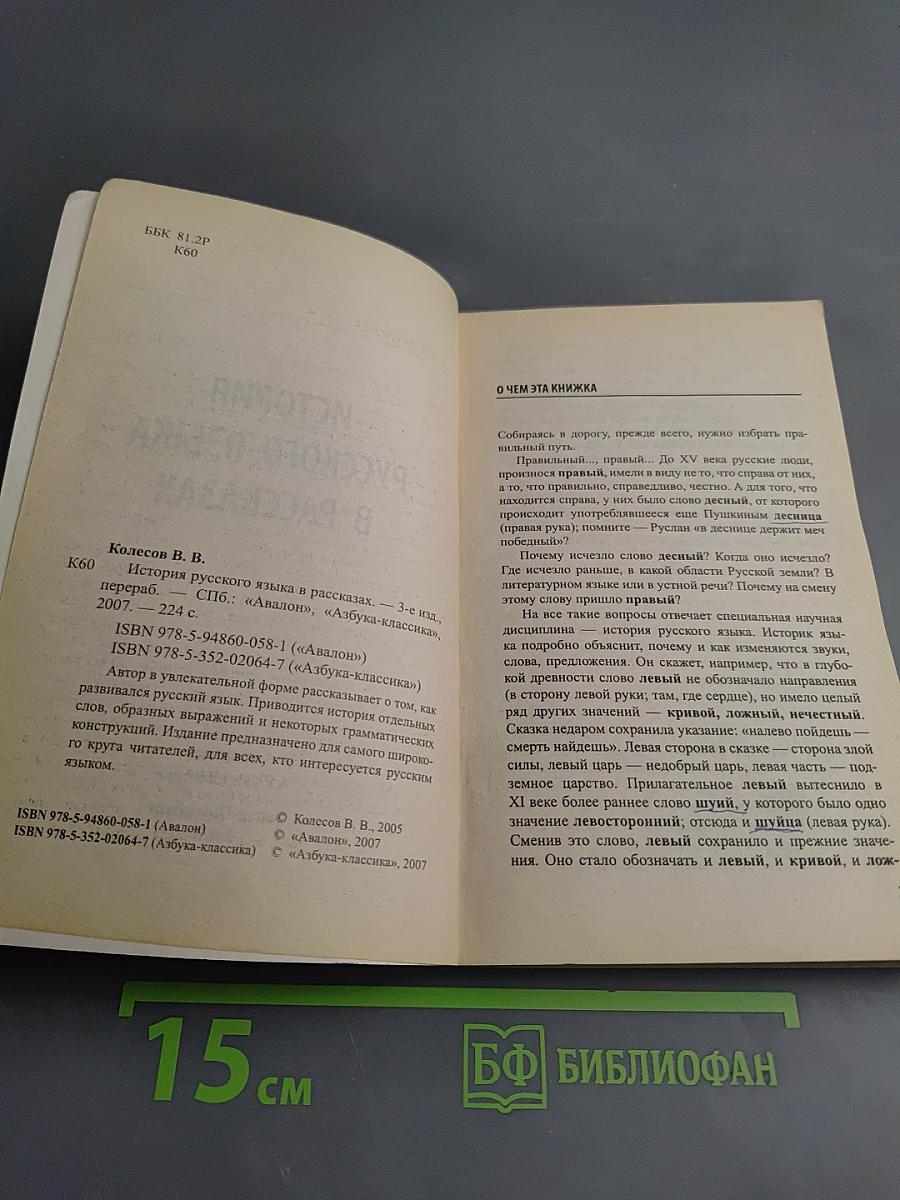 ББК 81.2Р
К60
Колесов В. В.
К60 История русского языка в рассказах. — 3-е изд.,
перераб. — СПб.: «Авалон», «Азбука-классика»,
2007. — 224 с.
ISBN 978-5-94860-058-1 («Авалон»)
ISBN 978-5-352-02064-7 («Азбука-классика»)
Автор в увлекательной форме рассказывает о том, как
развивался русский язык. Приводится история отдельных
слов, образных выражений и некоторых грамматических
конструкций. Издание предназначено для самого широко-
го круга читателей, для всех, кто интересуется русским
языком.
ISBN 978-5-94860-058-1 (Авалон)
ISBN 978-5-352-02064-7 (Азбука-классика)
© Колесов В. В., 2005
© «Авалон», 2007
© «Азбука-классика», 2007
О ЧЕМ ЭТА КНИЖКА
Собираясь в дорогу, прежде всего, нужно избрать пра-
вильный путь.
Правильный..., правый... До XV века русские люди,
произнося правый, имели в виду не то, что справа от них,
а то, что правильно, справедливо, честно. А для того, что
находится справа, у них было слово десный, от которого
происходит употреблявшееся еще Пушкиным десница
(правая рука); помните — Руслан «в деснице держит меч
победный»?
Почему исчезло слово десный? Когда оно исчезло?
Где исчезло раньше, в какой области Русской земли? В
литературном языке или в устной речи? Почему на смену
этому слову пришло правый?
На все такие вопросы отвечает специальная научная
дисциплина — история русского языка. Историк язы-
ка подробно объяснит, почему и как изменяются звуки,
слова, предложения. Он скажет, например, что в глубо-
кой древности слово левый не обозначало направления
(в сторону левой руки; там, где сердце), но имело целый
ряд других значений — кривой, ложный, нечестный.
Сказка недаром сохранила указание: «налево пойдешь —
смерть найдешь». Левая сторона в сказке — сторона злой
силы, левый царь — недобрый царь, левая часть — под-
земное царство. Прилагательное левый вытеснило в
XI веке более раннее слово шуий, у которого было одно
значение левосторонний; отсюда и шуйца (левая рука).
Сменив это слово, левый сохранило и прежние значе-
ния. Оно стало обозначать и левый, и кривой, и лож-
15 см
БФ БИБЛИОФАН